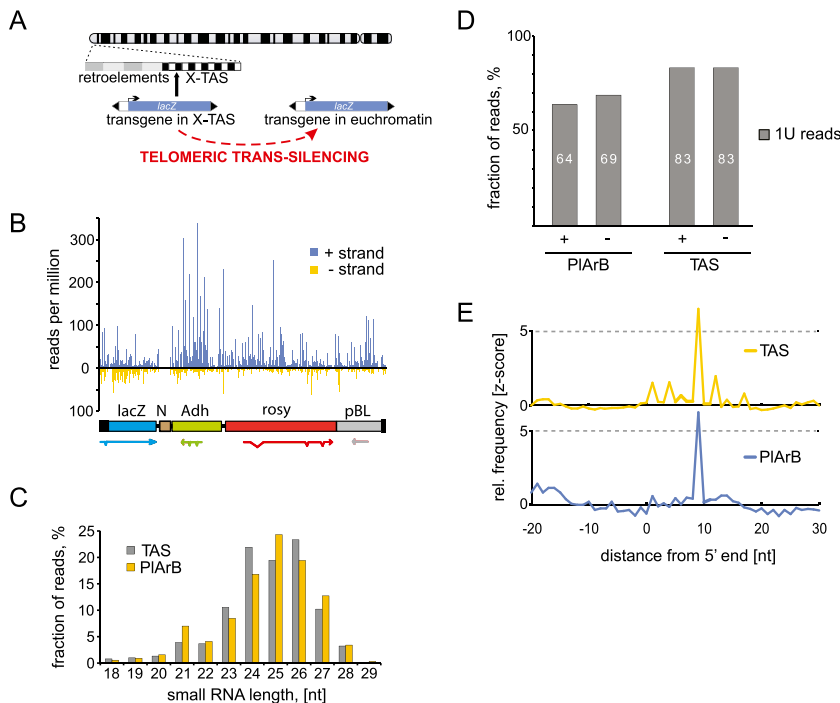 A
retroelements
X-TAS
lacZ
lacZ
transgene in X-TAS
transgene in euchromatin
TELOMERIC TRANS-SILENCING
B
reads per million
300
200
100
0
100
+ strand
- strand
lacZ N Adh rosy pBL
C
fraction of reads, %
25
20
15
10
5
0
TAS
PlArB
18 19 20 21 22 23 24 25 26 27 28 29
small RNA length, [nt]
D
fraction of reads, %
100
50
64 69 83 83
1U reads
+ - + -
PlArB TAS
E
rel. frequency [z-score]
5
0
TAS
5
0
PlArB
-20 -10 0 10 20 30
distance from 5' end [nt]